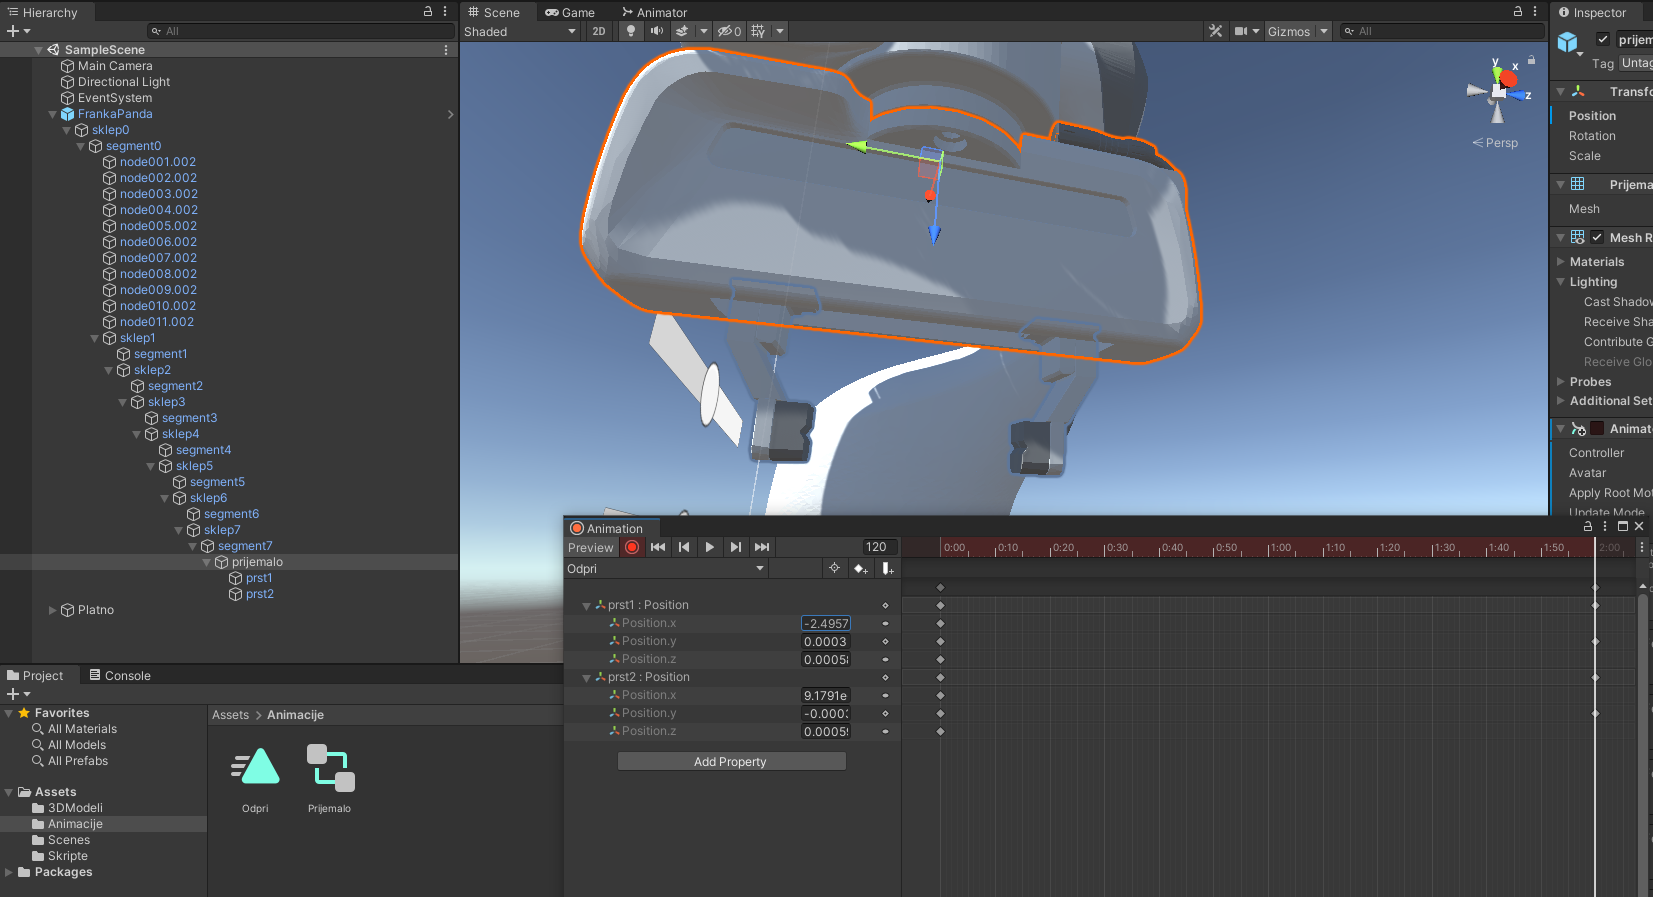 Hierarchy
Scene
Game
Animator
Inspector
All
Shaded
2D
0
Gizmos
All
prijem
Tag
Untag
SampleScene
Main Camera
Directional Light
EventSystem
FrankaPanda
sklep0
segment0
node001.002
node002.002
node003.002
node004.002
node005.002
node006.002
node007.002
node008.002
node009.002
node010.002
node011.002
sklep1
segment1
sklep2
segment2
sklep3
segment3
sklep4
segment4
sklep5
segment5
sklep6
segment6
sklep7
segment7
prijemalo
prst1
prst2
Platno
y
x
z
Persp
Transfo
Position
Rotation
Scale
Prijema
Mesh
Mesh R
Materials
Lighting
Cast Shadow
Receive Sha
Contribute G
Receive Glo
Probes
Additional Set
Animat
Controller
Avatar
Apply Root Mot
Update Mode
Animation
Preview
120
0:00
0:10
0:20
0:30
0:40
0:50
1:00
1:10
1:20
1:30
1:40
1:50
2:00
Odpri
prst1 : Position
Position.x
-2.4957
Position.y
0.0003
Position.z
0.0005
prst2 : Position
Position.x
9.1791e
Position.y
-0.000
Position.z
0.0005
Add Property
Project
Console
Favorites
All Materials
All Models
All Prefabs
Assets
3DModeli
Animacije
Scenes
Skripte
Packages
Assets > Animacije
Odpri
Prijemalo